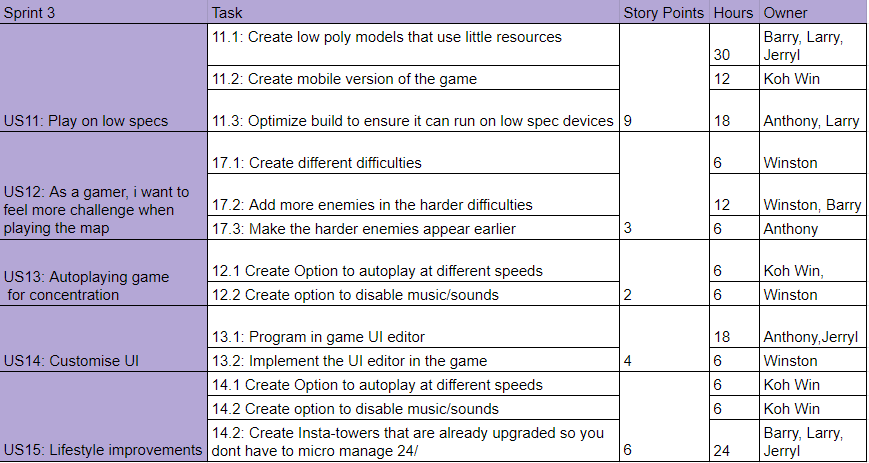 Sprint 3 Task Story Points Hours Owner
11.1: Create low poly models that use little resources 30 Barry, Larry,
Jerryl
11.2: Create mobile version of the game 12 Koh Win
US11: Play on low specs 11.3: Optimize build to ensure it can run on low spec devices 9 18 Anthony, Larry
17.1: Create different difficulties 6 Winston
US12: As a gamer, i want to
feel more challenge when
playing the map
17.2: Add more enemies in the harder difficulties 12 Winston, Barry
17.3: Make the harder enemies appear earlier 3 6 Anthony
US13: Autoplaying game
for concentration
12.1 Create Option to autoplay at different speeds 6 Koh Win,
12.2 Create option to disable music/sounds 2 6 Winston
13.1: Program in game UI editor 18 Anthony,Jerryl
US14: Customise UI 13.2: Implement the UI editor in the game 4 6 Winston
14.1 Create Option to autoplay at different speeds 6 Koh Win
14.2 Create option to disable music/sounds 6 Koh Win
US15: Lifestyle improvements
14.2: Create Insta-towers that are already upgraded so you
dont have to micro manage 24/ 6 24 Barry, Larry,
Jerryl